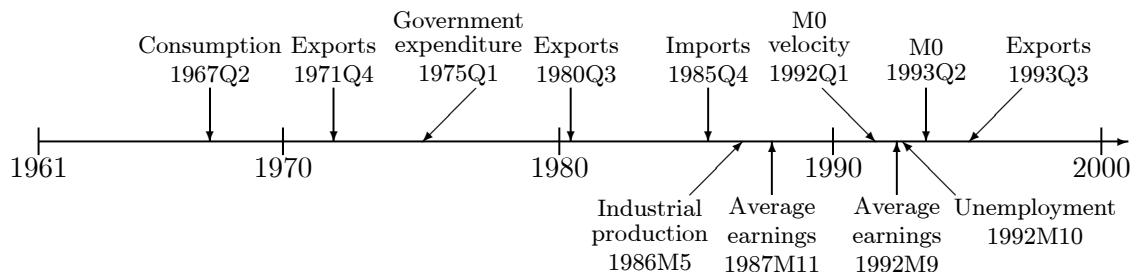 Consumption
1967Q2
Exports
1971Q4
Government
expenditure
1975Q1
Exports
1980Q3
Imports
1985Q4
M0
velocity
1992Q1
M0
1993Q2
Exports
1993Q3
1961
1970
1980
1990
2000
Industrial
production
1986M5
Average
earnings
1987M11
Average
earnings
1992M9
Unemployment
1992M10